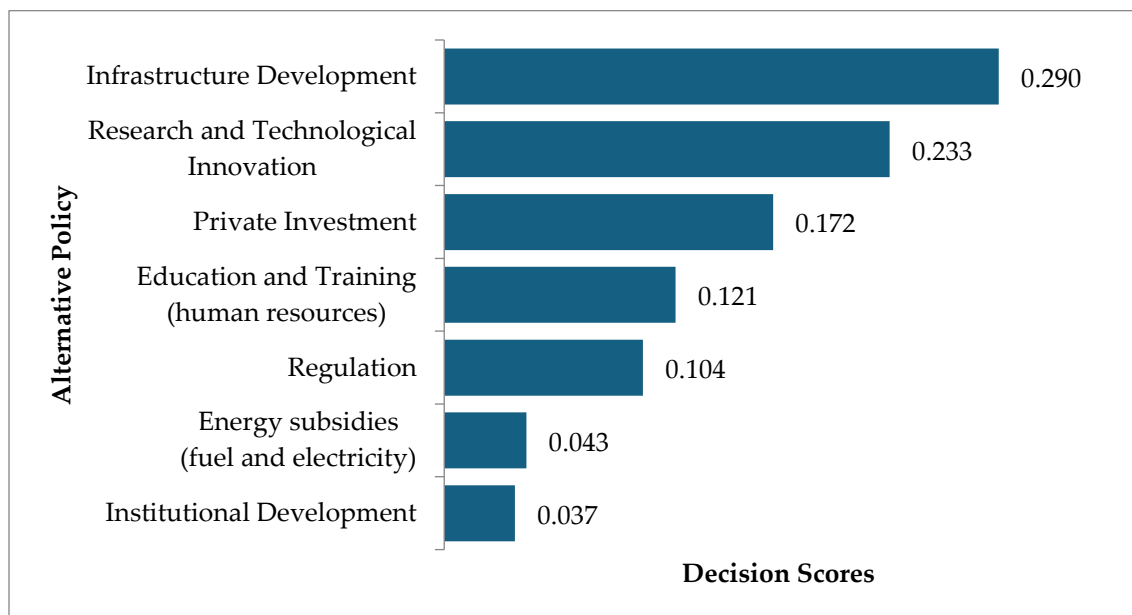 Alternative Policy
Infrastructure Development
0.290
Research and Technological
Innovation
0.233
Private Investment
0.172
Education and Training
(human resources)
0.121
Regulation
0.104
Energy subsidies
(fuel and electricity)
0.043
Institutional Development
0.037
Decision Scores